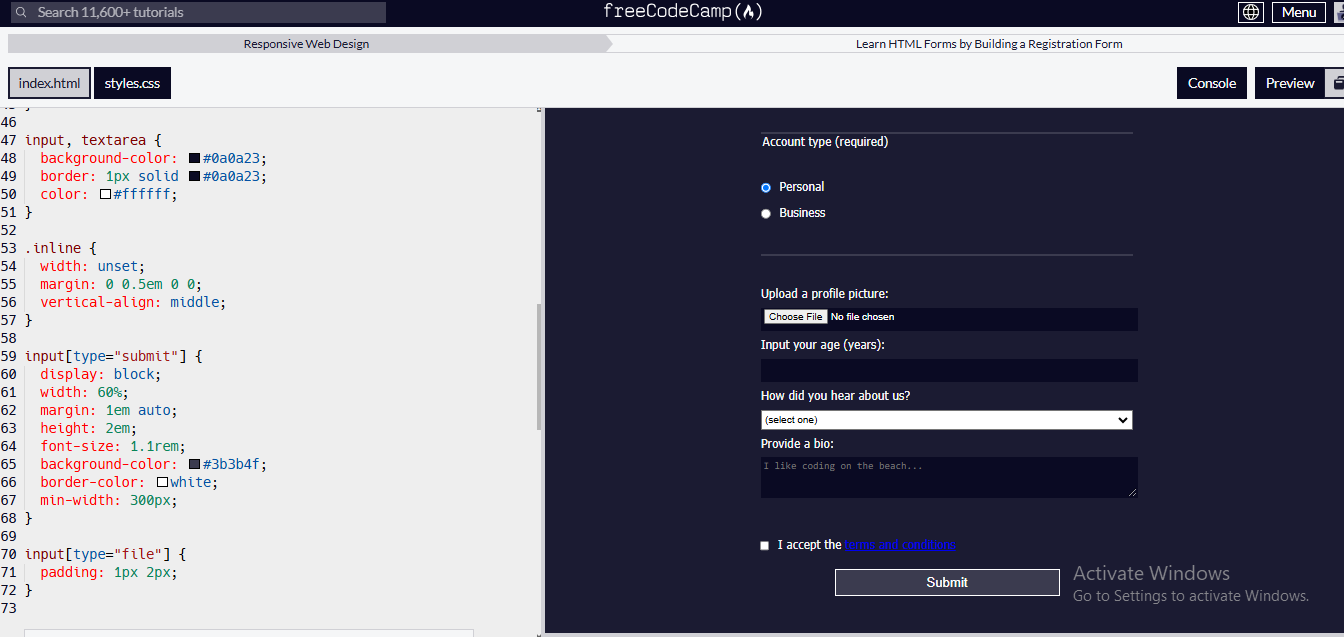 Search 11,600+ tutorials
freeCodeCamp
Menu
Responsive Web Design
Learn HTML Forms by Building a Registration Form
index.html
styles.css
Console
Preview
46
47 input, textarea {
48 background-color: #0a0a23;
49 border: 1px solid #0a0a23;
50 color: #ffffff;
51 }
52
53 .inline {
54 width: unset;
55 margin: 0 0.5em 0 0;
56 vertical-align: middle;
57 }
58
59 input[type="submit"] {
60 display: block;
61 width: 60%;
62 margin: 1em auto;
63 height: 2em;
64 font-size: 1.1rem;
65 background-color: #3b3b4f;
66 border-color: white;
67 min-width: 300px;
68 }
69
70 input[type="file"] {
71 padding: 1px 2px;
72 }
73
Account type (required)
Personal
Business
Upload a profile picture:
Choose File No file chosen
Input your age (years):
How did you hear about us?
(select one)
Provide a bio:
I like coding on the beach...
I accept the terms and conditions
Submit
Activate Windows
Go to Settings to activate Windows.